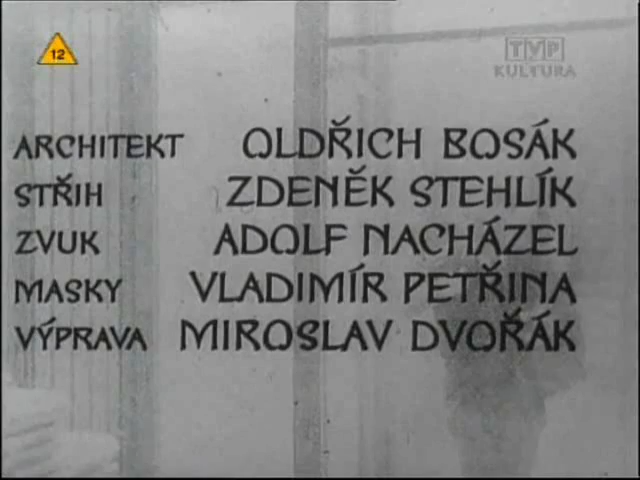 12
TVP
KULTURA
ARCHITEKT OLDŘICH BOSÁK
STŘIH ZDENĚK STEHLÍK
ZVUK ADOLF NACHÁZEL
MASKY VLADIMÍR PETŘINA
VÝPRAVA MIROSLAV DVOŘÁK